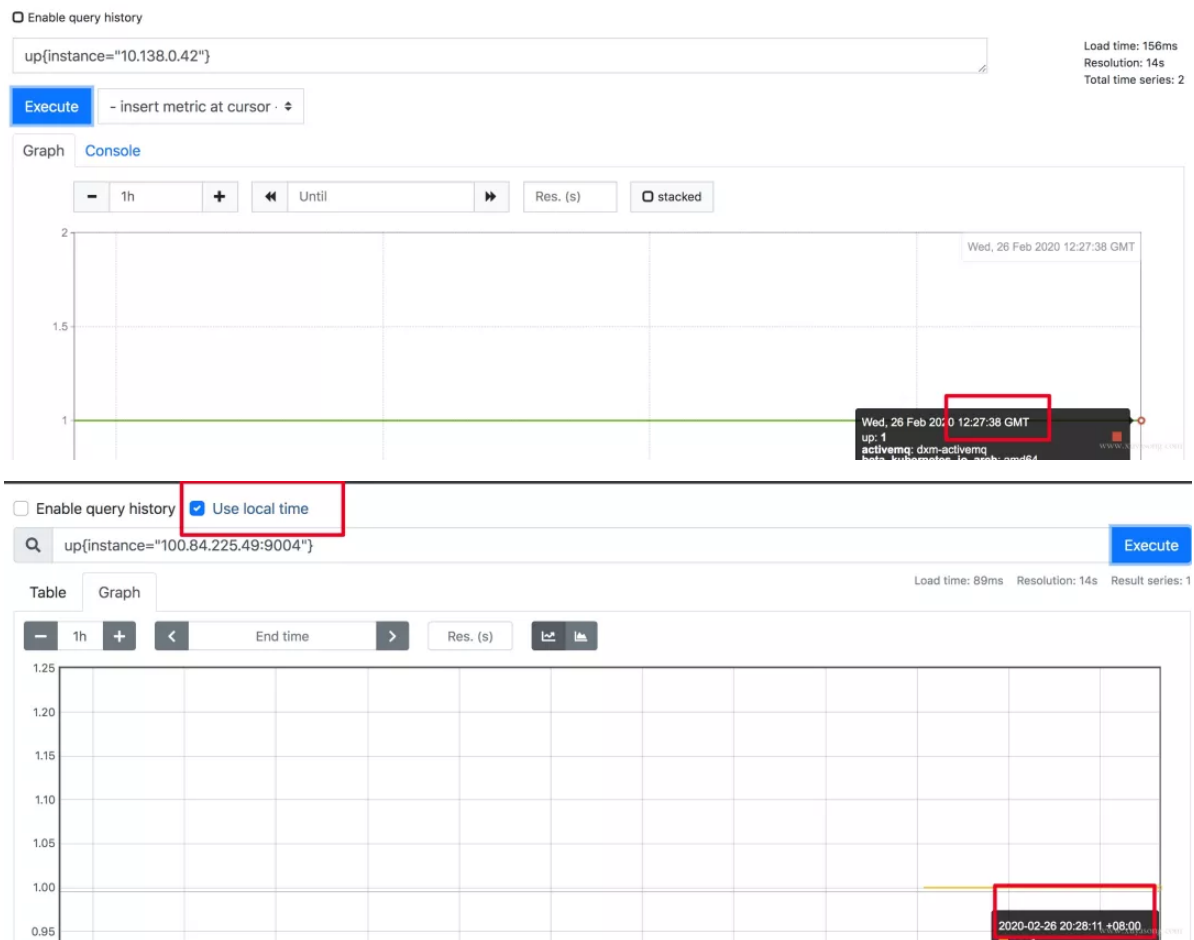 Enable query history
up{instance="10.138.0.42"}
Load time: 156ms
Resolution: 14s
Total time series: 2
Execute
- insert metric at cursor -
Graph Console
1h Until Res. (s) stacked
2
Wed, 26 Feb 2020 12:27:38 GMT
1.5
1
Wed, 26 Feb 2020 12:27:38 GMT
up: 1
activemq: dxm-activemq
beta_kubernetes_io_arch: amd64
Enable query history Use local time
up{instance="100.84.225.49:9004"} Execute
Load time: 89ms Resolution: 14s Result series: 1
Table Graph
1h End time Res. (s)
1.25
1.20
1.15
1.10
1.05
1.00
0.95
2020-02-26 20:28:11 +08:00